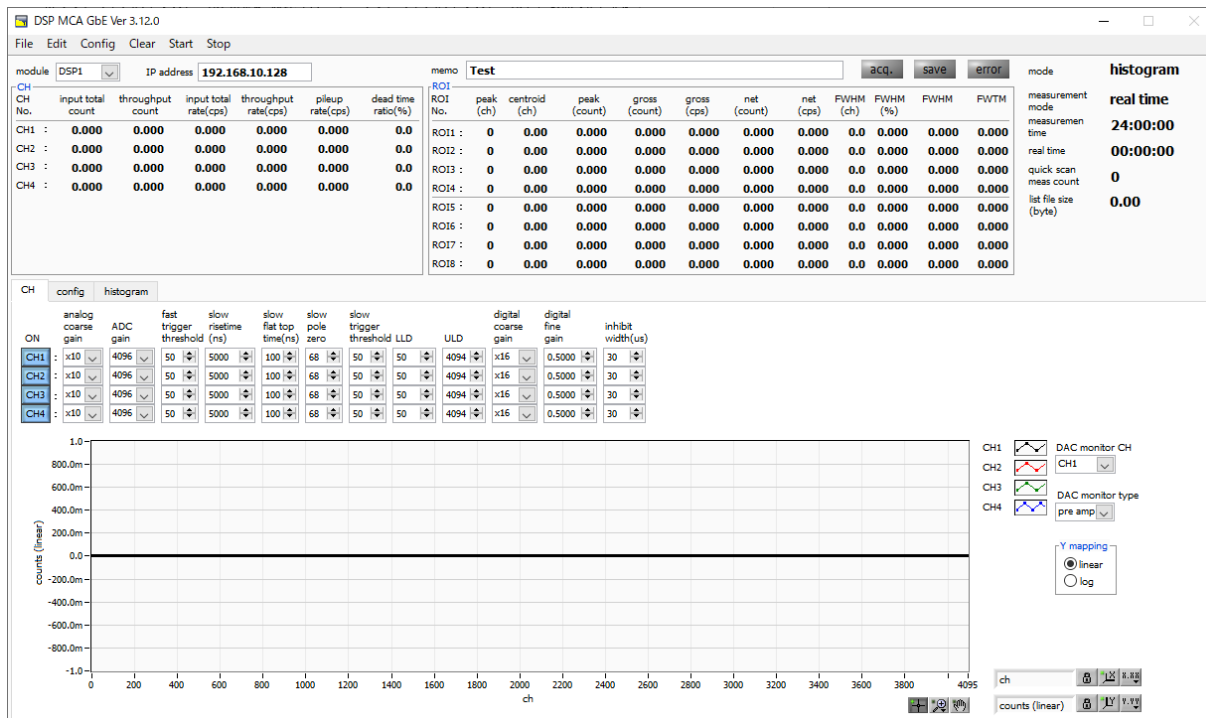 DSP MCA GbE Ver 3.12.0
File Edit Config Clear Start Stop
module DSP1 IP address 192.168.10.128 memo Test acq. save error mode histogram
CH
CH No. input total count throughput count input total rate(cps) throughput rate(cps) pileup rate(cps) dead time ratio(%)
CH1 : 0.000 0.000 0.000 0.000 0.000 0.0
CH2 : 0.000 0.000 0.000 0.000 0.000 0.0
CH3 : 0.000 0.000 0.000 0.000 0.000 0.0
CH4 : 0.000 0.000 0.000 0.000 0.000 0.0
ROI
ROI No. peak (ch) centroid (ch) peak (count) gross (count) gross (cps) net (count) net (cps) FWHM (ch) FWHM (%) FWHM FWTM
ROI1 : 0 0.00 0.000 0.000 0.000 0.000 0.000 0.0 0.000 0.000 0.000
ROI2 : 0 0.00 0.000 0.000 0.000 0.000 0.000 0.0 0.000 0.000 0.000
ROI3 : 0 0.00 0.000 0.000 0.000 0.000 0.000 0.0 0.000 0.000 0.000
ROI4 : 0 0.00 0.000 0.000 0.000 0.000 0.000 0.0 0.000 0.000 0.000
ROI5 : 0 0.00 0.000 0.000 0.000 0.000 0.000 0.0 0.000 0.000 0.000
ROI6 : 0 0.00 0.000 0.000 0.000 0.000 0.000 0.0 0.000 0.000 0.000
ROI7 : 0 0.00 0.000 0.000 0.000 0.000 0.000 0.0 0.000 0.000 0.000
ROI8 : 0 0.00 0.000 0.000 0.000 0.000 0.000 0.0 0.000 0.000 0.000
measurement mode real time
measuremen time 24:00:00
real time 00:00:00
quick scan meas count 0
list file size (byte) 0.00
CH config histogram
ON analog coarse gain ADC gain fast trigger threshold slow risetime (ns) slow flat top time(ns) slow pole zero slow trigger threshold LLD ULD digital coarse gain digital fine gain inhibit width(us)
CH1 : x10 4096 50 5000 100 68 50 50 4094 x16 0.5000 30
CH2 : x10 4096 50 5000 100 68 50 50 4094 x16 0.5000 30
CH3 : x10 4096 50 5000 100 68 50 50 4094 x16 0.5000 30
CH4 : x10 4096 50 5000 100 68 50 50 4094 x16 0.5000 30
counts (linear)
1.0
800.0m
600.0m
400.0m
200.0m
0.0
-200.0m
-400.0m
-600.0m
-800.0m
-1.0
0 200 400 600 800 1000 1200 1400 1600 1800 2000 2200 2400 2600 2800 3000 3200 3400 3600 3800 4095
ch
CH1
CH2
CH3
CH4
DAC monitor CH
CH1
DAC monitor type
pre amp
Y mapping
linear
log
ch X X.XX
counts (linear) Y Y.YY